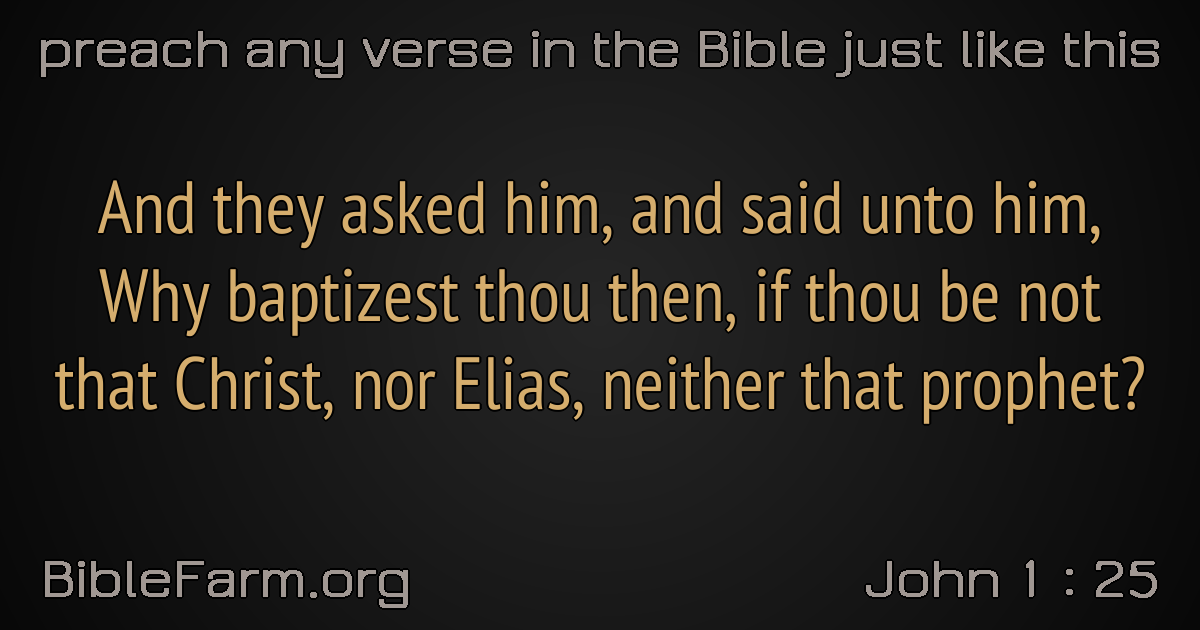 preach any verse in the Bible just like this
And they asked him, and said unto him,
Why baptizest thou then, if thou be not
that Christ, nor Elias, neither that prophet?
BibleFarm.org
John 1 : 25